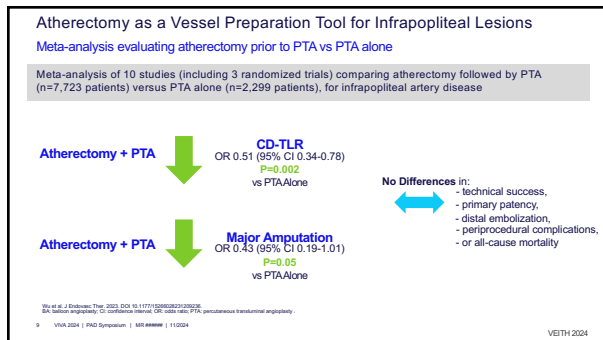 Atherectomy as a Vessel Preparation Tool for Infrapopliteal Lesions
Meta-analysis evaluating atherectomy prior to PTA vs PTA alone
Meta-analysis of 10 studies (including 3 randomized trials) comparing atherectomy followed by PTA
(n=7,723 patients) versus PTA alone (n=2,299 patients), for infrapopliteal artery disease
Atherectomy + PTA
CD-TLR
OR 0.51 (95% CI 0.34-0.78)
P=0.002
vs PTA Alone
No Differences in:
- technical success,
- primary patency,
- distal embolization,
- periprocedural complications,
- or all-cause mortality
Atherectomy + PTA
Major Amputation
OR 0.43 (95% CI 0.19-1.01)
P=0.05
vs PTA Alone
Wu et al. J Endovasc Ther. 2023. DOI 10.1177/15266028231209236.
BA: balloon angioplasty; CI: confidence interval; OR: odds ratio; PTA: percutaneous transluminal angioplasty .
9 VIVA 2024 | PAD Symposium | MR ###### | 11/2024
VEITH 2024